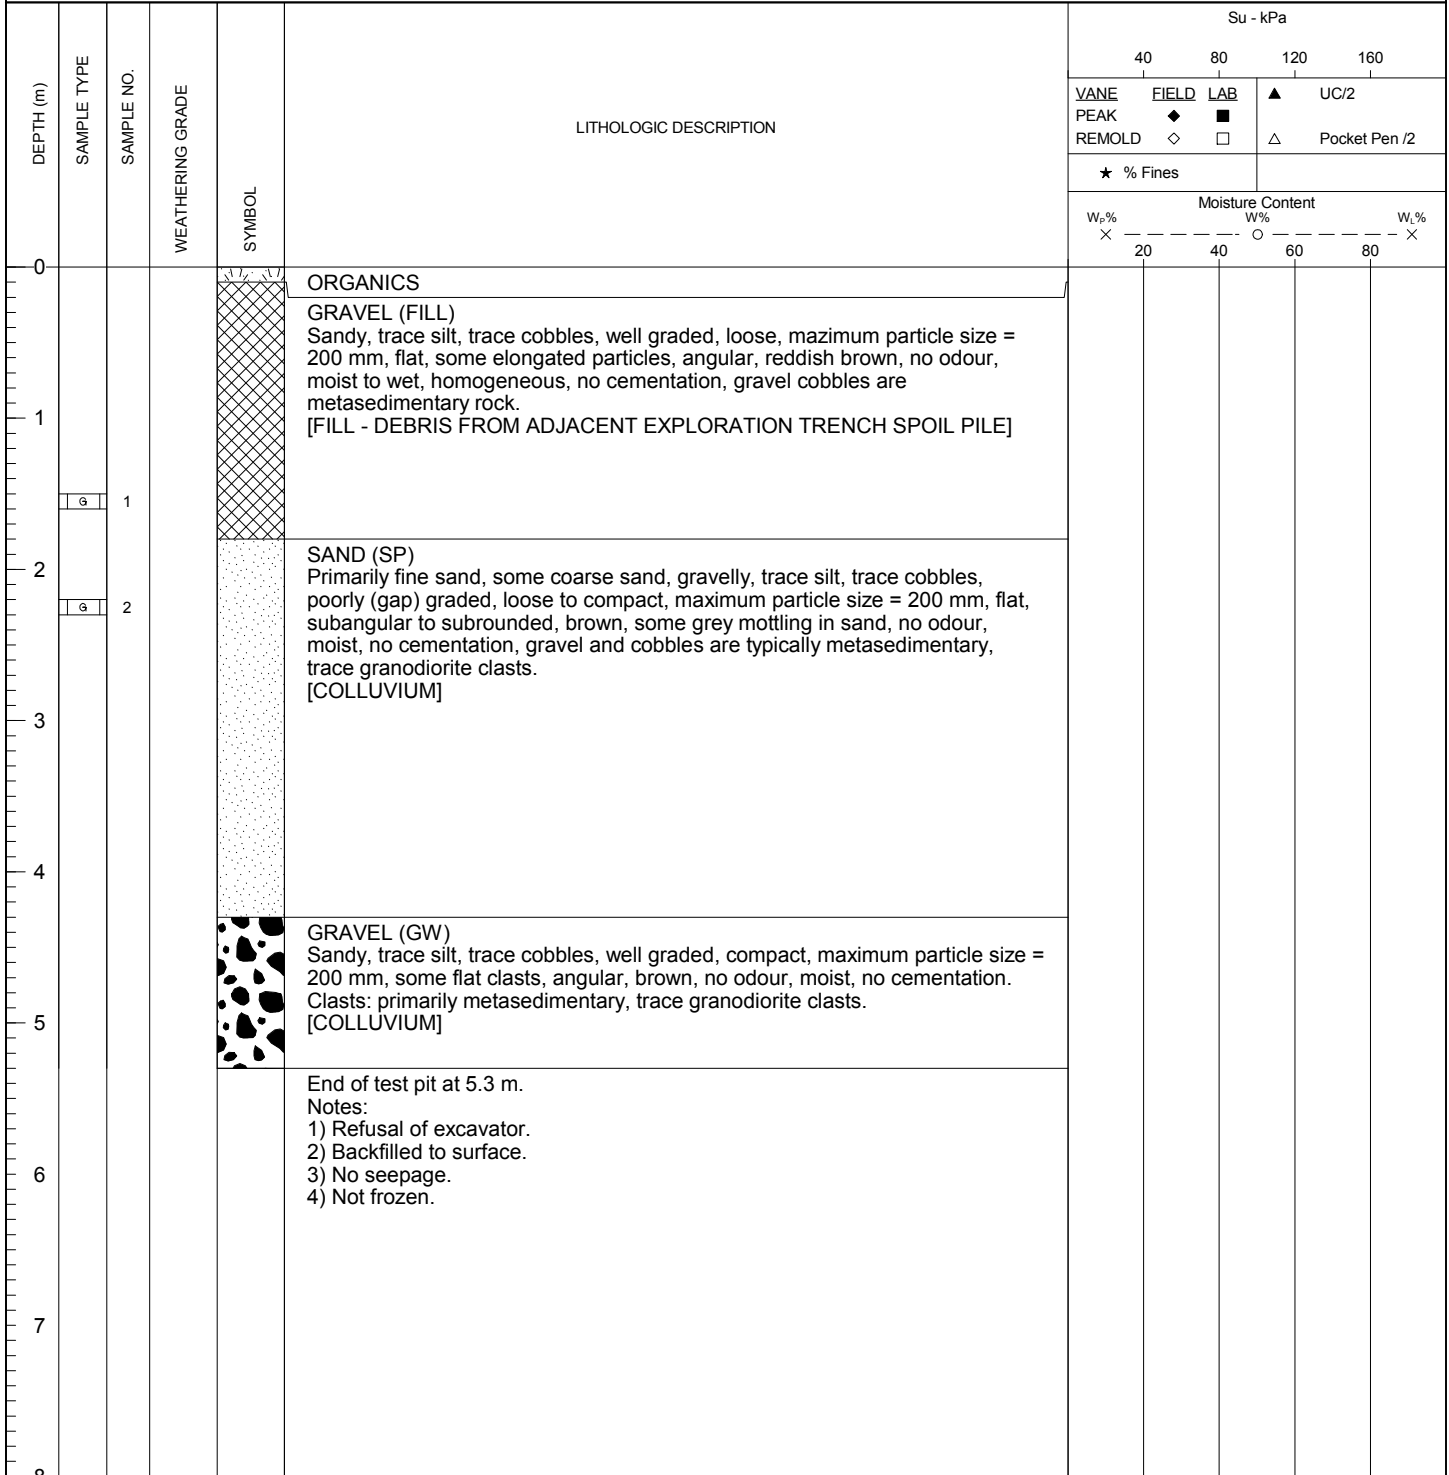 Su - kPa
40 80 120 160
DEPTH (m)
SAMPLE TYPE
SAMPLE NO.
WEATHERING GRADE
SYMBOL
LITHOLOGIC DESCRIPTION
VANE FIELD LAB ▲ UC/2
PEAK ◆ ■
REMOLD ◇ □ △ Pocket Pen /2
★ % Fines
Moisture Content
WP% W% WL%
20 40 60 80
0
ORGANICS
GRAVEL (FILL)
Sandy, trace silt, trace cobbles, well graded, loose, mazimum particle size =
200 mm, flat, some elongated particles, angular, reddish brown, no odour,
moist to wet, homogeneous, no cementation, gravel cobbles are
metasedimentary rock.
1
[FILL - DEBRIS FROM ADJACENT EXPLORATION TRENCH SPOIL PILE]
G 1
SAND (SP)
2
Primarily fine sand, some coarse sand, gravelly, trace silt, trace cobbles,
G 2
poorly (gap) graded, loose to compact, maximum particle size = 200 mm, flat,
subangular to subrounded, brown, some grey mottling in sand, no odour,
moist, no cementation, gravel and cobbles are typically metasedimentary,
trace granodiorite clasts.
[COLLUVIUM]
3
4
GRAVEL (GW)
Sandy, trace silt, trace cobbles, well graded, compact, maximum particle size =
200 mm, some flat clasts, angular, brown, no odour, moist, no cementation.
Clasts: primarily metasedimentary, trace granodiorite clasts.
5
[COLLUVIUM]
End of test pit at 5.3 m.
Notes:
1) Refusal of excavator.
2) Backfilled to surface.
6
3) No seepage.
4) Not frozen.
7
8